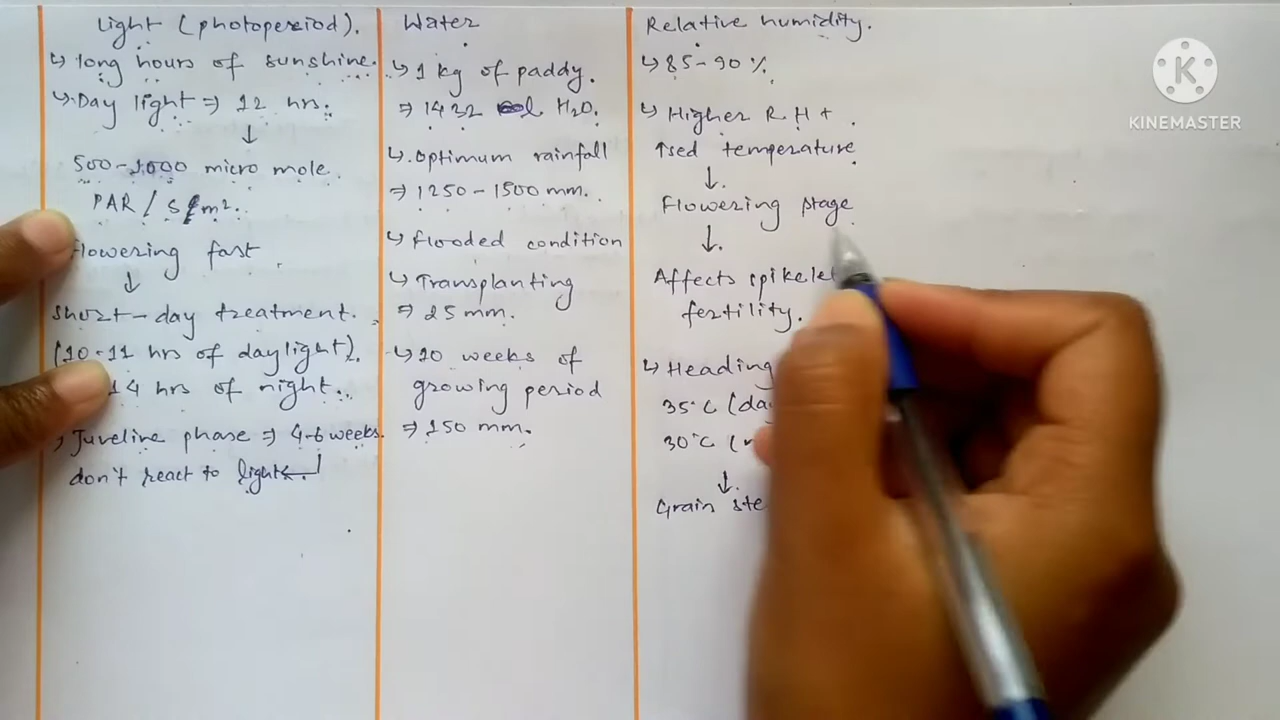 Light (photoperiod).
↳ long hours of sunshine.
↳ Day light ⇒ 12 hrs.
↓
500-1000 micro mole.
PAR / s / m².
flowering fast
↓
short-day treatment.
(10-11 hrs of daylight).
14 hrs of night.
Juveline phase ⇒ 4-6 weeks.
don't react to light ←
Water
↳ 1 kg of paddy.
⇒ 1432 l H2O.
↳ Optimum rainfall
⇒ 1250 - 1500 mm.
↳ flooded condition
↳ Transplanting
⇒ 25 mm.
↳ 10 weeks of
growing period
⇒ 150 mm.
Relative humidity.
↳ 85-90 %.
↳ Higher R H +
↑sed temperature
↓
Flowering stage
↓
Affects spikelet
fertility.
↳ Heading
35°C (day
30°C (
↓
Grain ste
K
KINEMASTER